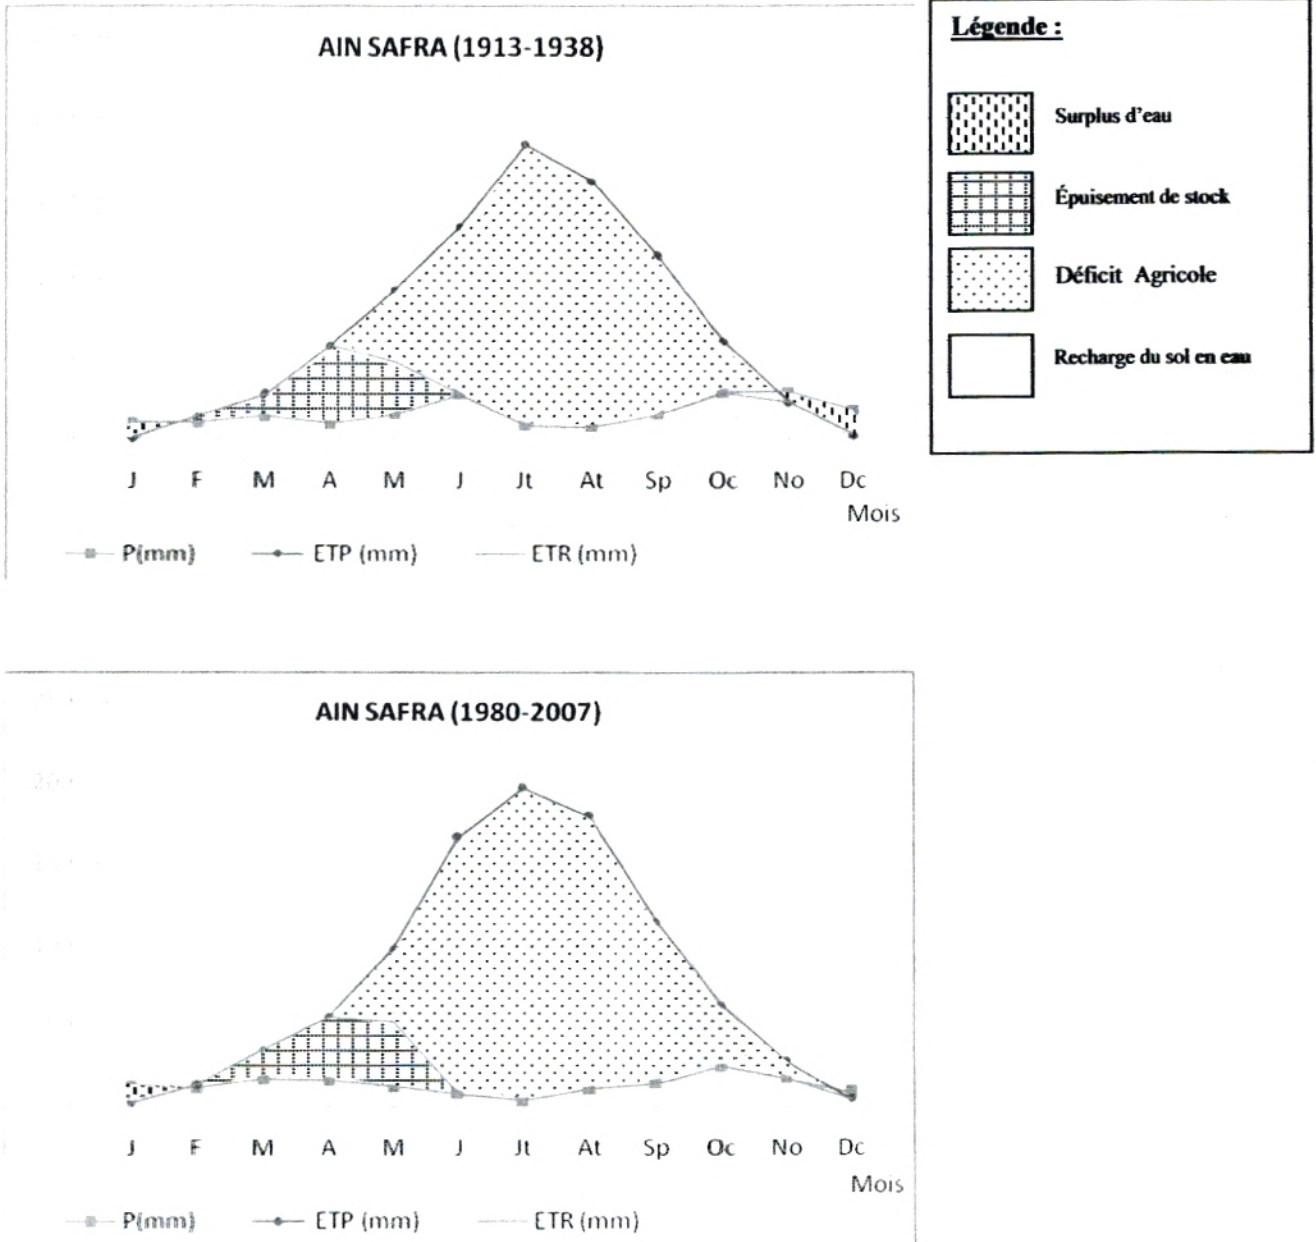 AIN SAFRA (1913-1938)
J F M A M J Jt At Sp Oc No Dc
Mois
P(mm) ETP (mm) ETR (mm)
Légende :
Surplus d'eau
Épuisement de stock
Déficit Agricole
Recharge du sol en eau
AIN SAFRA (1980-2007)
J F M A M J Jt At Sp Oc No Dc
Mois
P(mm) ETP (mm) ETR (mm)